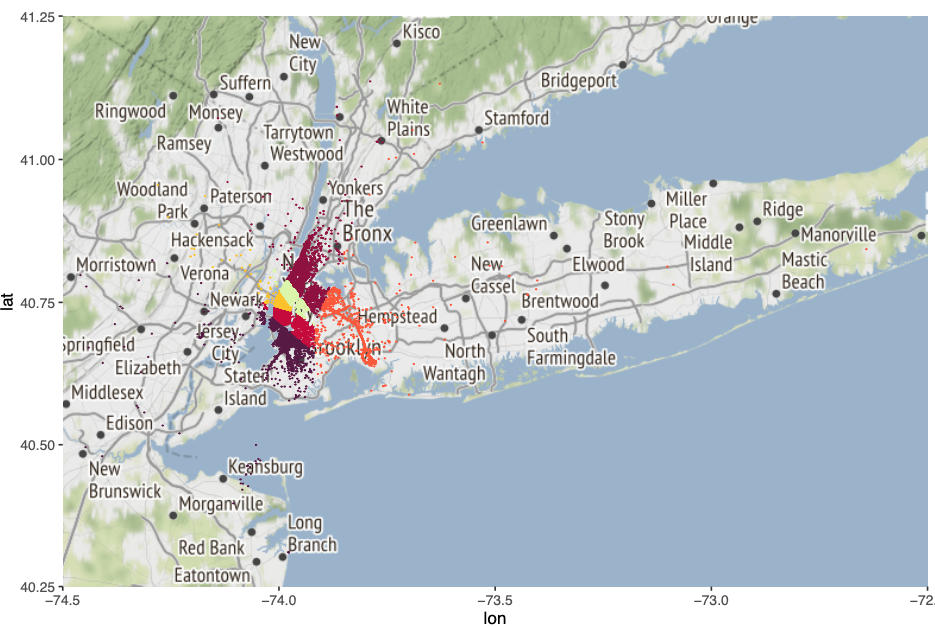 41.25
41.00
40.75
40.50
40.25
lat
−74.5
−74.0
−73.5
−73.0
lon
Orange
Kisco
New
City
Bridgeport
Suffern
Ringwood
Monsey
White
Plains
Stamford
Ramsey
Tarrytown
Westwood
Woodland
Park
Paterson
Yonkers
The
Bronx
Miller
Place
Ridge
Greenlawn
Stony
Brook
Hackensack
Manorville
Middle
Island
Morristown
Verona
New
Cassel
Elwood
Mastic
Beach
Newark
Brentwood
Hempstead
Jersey
City
South
Farmingdale
Springfield
Brooklyn
North
Wantagh
Elizabeth
Staten
Island
Middlesex
Edison
New
Brunswick
Keansburg
Morganville
Long
Branch
Red Bank
Eatontown